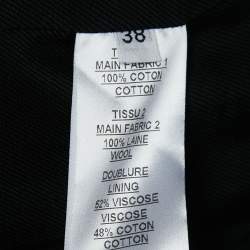 38
T
MAIN FABRIC 1
100% COTON
COTTON
TISSU 2
MAIN FABRIC 2
100% LAINE
WOOL
DOUBLURE
LINING
52% VISCOSE
VISCOSE
48% COTON
COTTON